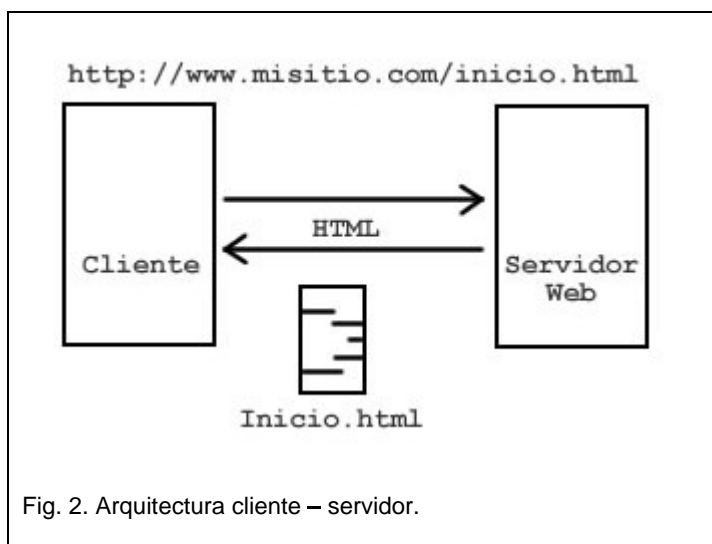 http://www.misitio.com/inicio.html
HTML
Cliente
Servidor
Web
Inicio.html
Fig. 2. Arquitectura cliente – servidor.